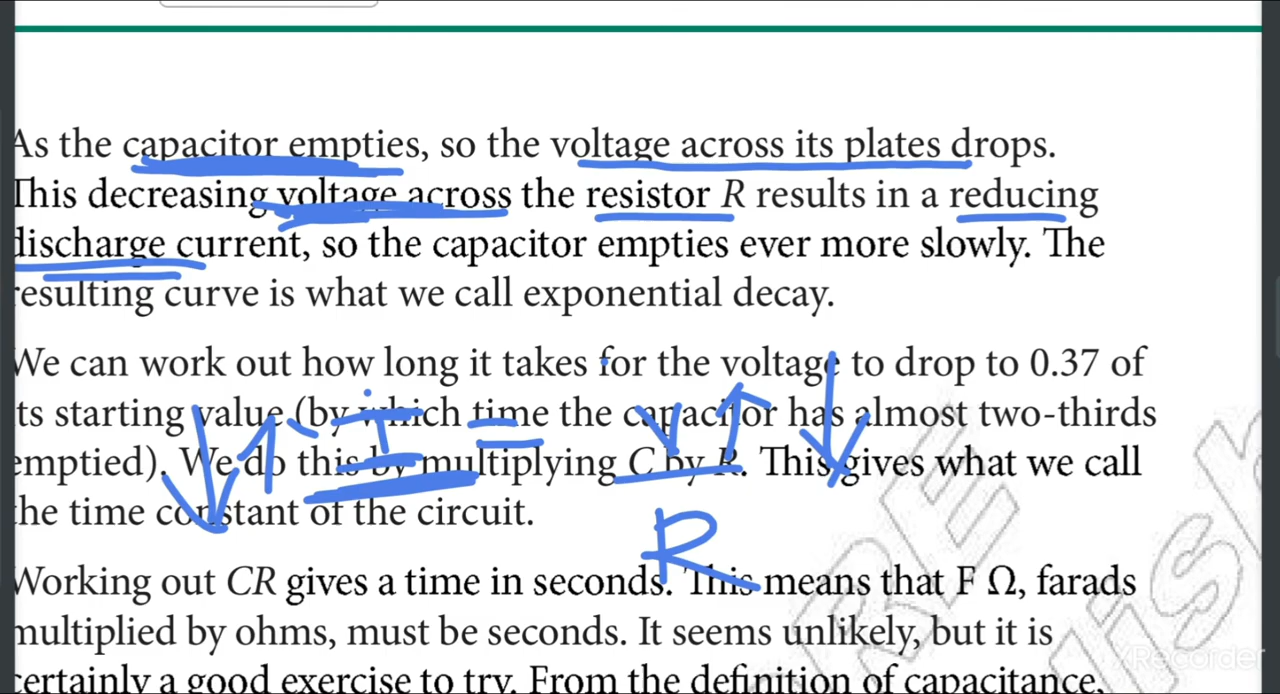 As the capacitor empties, so the voltage across its plates drops.
This decreasing voltage across the resistor R results in a reducing
discharge current, so the capacitor empties ever more slowly. The
resulting curve is what we call exponential decay.
We can work out how long it takes for the voltage to drop to 0.37 of
its starting value (by which time the capacitor has almost two-thirds
emptied). We do this by multiplying C by R. This gives what we call
the time constant of the circuit.
i = V
R
Working out CR gives a time in seconds. This means that F Ω, farads
multiplied by ohms, must be seconds. It seems unlikely, but it is
certainly a good exercise to try. From the definition of capacitance,
XRecorder